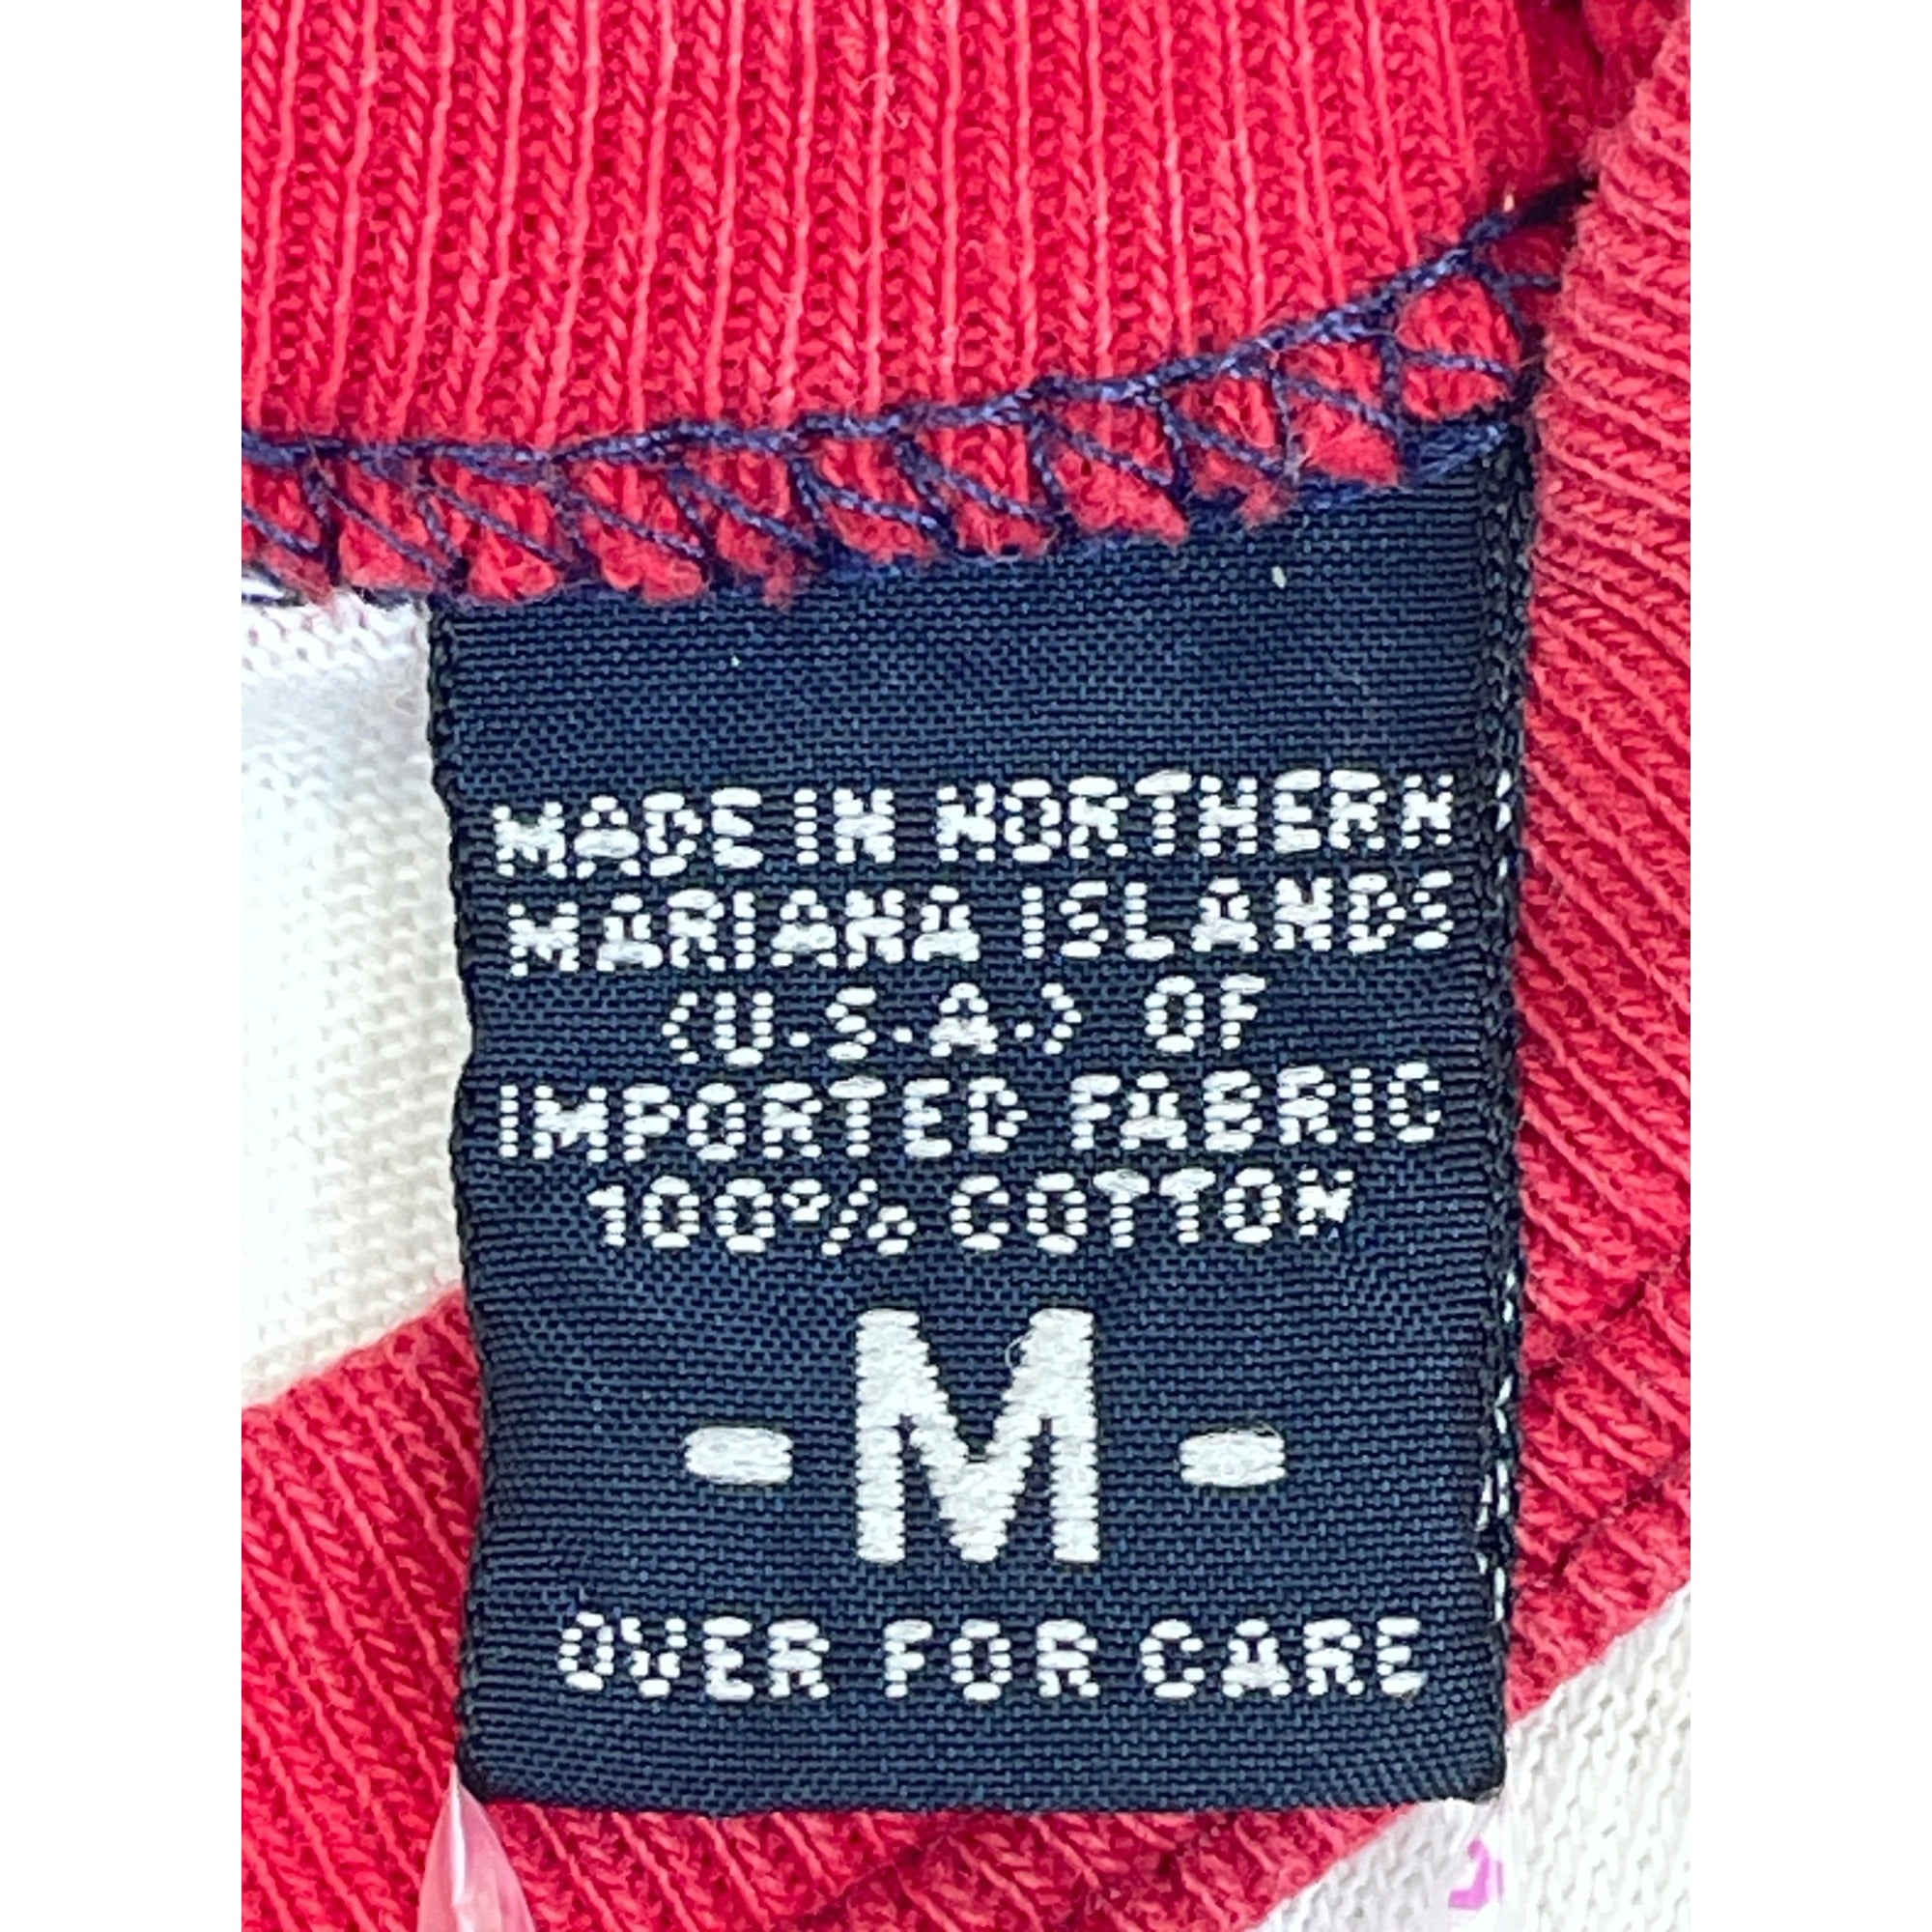 MADE IN NORTHERN
MARIANA ISLANDS
(U.S.A.) OF
IMPORTED FABRIC
100% COTTON
- M -
OVER FOR CARE